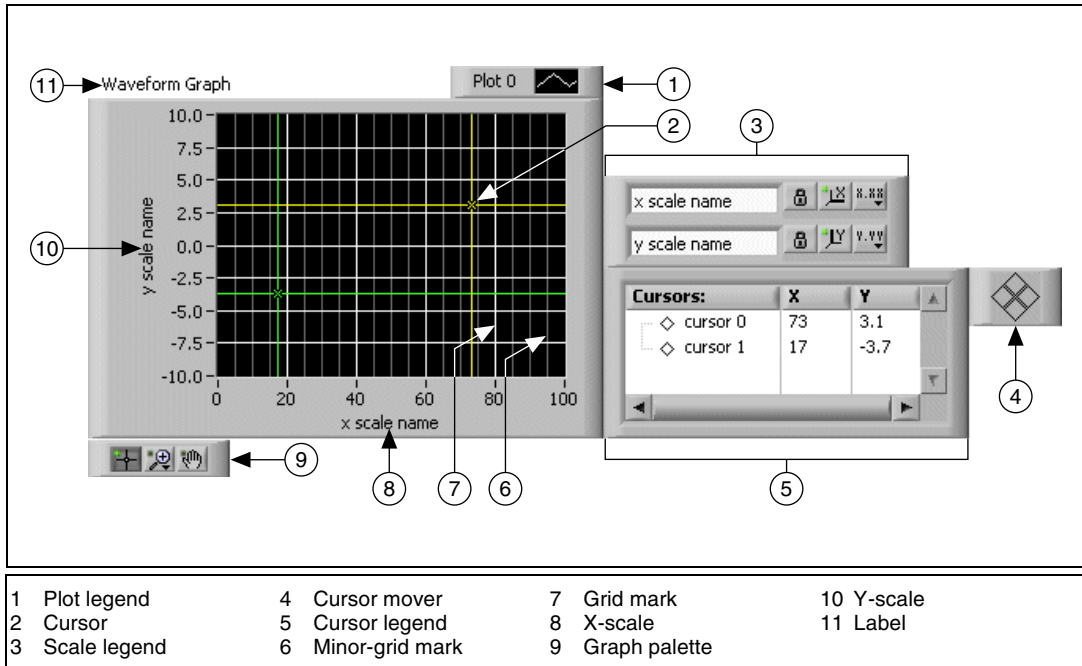 11 Waveform Graph
Plot 0
1
2
3
10.0
7.5
5.0
2.5
0.0
-2.5
-5.0
-7.5
-10.0
y scale name
10
0 20 40 60 80 100
x scale name
x scale name X X.XX
y scale name Y Y.YY
Cursors: X Y
cursor 0 73 3.1
cursor 1 17 -3.7
4
9
8
7
6
5
1 Plot legend
2 Cursor
3 Scale legend
4 Cursor mover
5 Cursor legend
6 Minor-grid mark
7 Grid mark
8 X-scale
9 Graph palette
10 Y-scale
11 Label